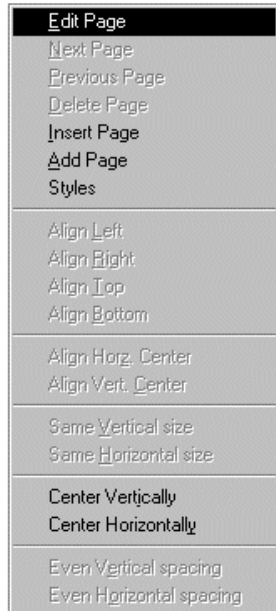 Edit Page
Next Page
Previous Page
Delete Page
Insert Page
Add Page
Styles
Align Left
Align Right
Align Top
Align Bottom
Align Horz. Center
Align Vert. Center
Same Vertical size
Same Horizontal size
Center Vertically
Center Horizontally
Even Vertical spacing
Even Horizontal spacing